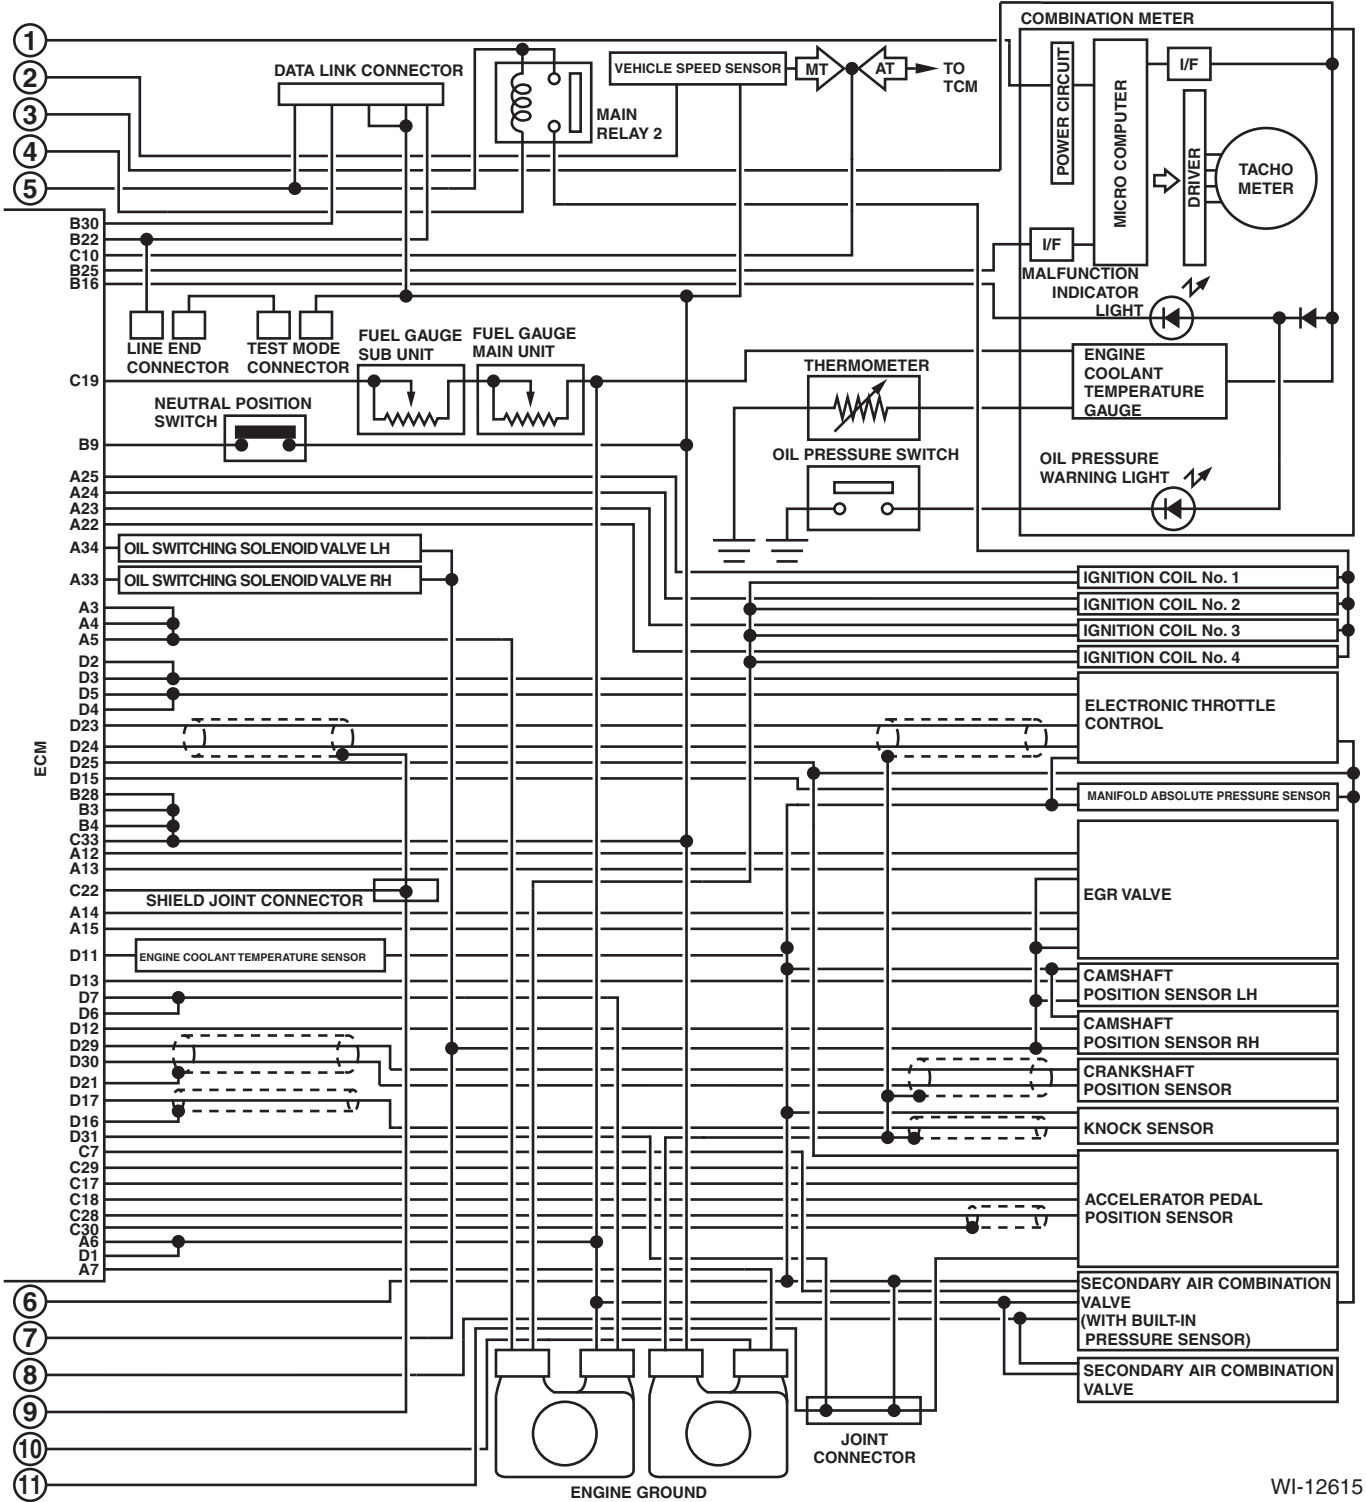 1
2
3
4
5
DATA LINK CONNECTOR
MAIN
RELAY 2
VEHICLE SPEED SENSOR
MT
AT
TO
TCM
COMBINATION METER
POWER CIRCUIT
MICRO COMPUTER
I/F
DRIVER
TACHO
METER
I/F
MALFUNCTION
INDICATOR
LIGHT
ENGINE
COOLANT
TEMPERATURE
GAUGE
OIL PRESSURE
WARNING LIGHT
B30
B22
C10
B25
B16
LINE END
CONNECTOR
TEST MODE
CONNECTOR
FUEL GAUGE
SUB UNIT
FUEL GAUGE
MAIN UNIT
THERMOMETER
OIL PRESSURE SWITCH
C19
NEUTRAL POSITION
SWITCH
B9
A25
A24
A23
A22
A34
OIL SWITCHING SOLENOID VALVE LH
A33
OIL SWITCHING SOLENOID VALVE RH
A3
A4
A5
D2
D3
D5
D4
D23
D24
D25
D15
B28
B3
B4
C33
A12
A13
C22
SHIELD JOINT CONNECTOR
A14
A15
D11
ENGINE COOLANT TEMPERATURE SENSOR
D13
D7
D6
D12
D29
D30
D21
D17
D16
D31
C7
C29
C17
C18
C28
C30
A6
D1
A7
ECM
IGNITION COIL No. 1
IGNITION COIL No. 2
IGNITION COIL No. 3
IGNITION COIL No. 4
ELECTRONIC THROTTLE
CONTROL
MANIFOLD ABSOLUTE PRESSURE SENSOR
EGR VALVE
CAMSHAFT
POSITION SENSOR LH
CAMSHAFT
POSITION SENSOR RH
CRANKSHAFT
POSITION SENSOR
KNOCK SENSOR
ACCELERATOR PEDAL
POSITION SENSOR
SECONDARY AIR COMBINATION
VALVE
(WITH BUILT-IN
PRESSURE SENSOR)
SECONDARY AIR COMBINATION
VALVE
6
7
8
9
10
11
ENGINE GROUND
JOINT
CONNECTOR
WI-12615